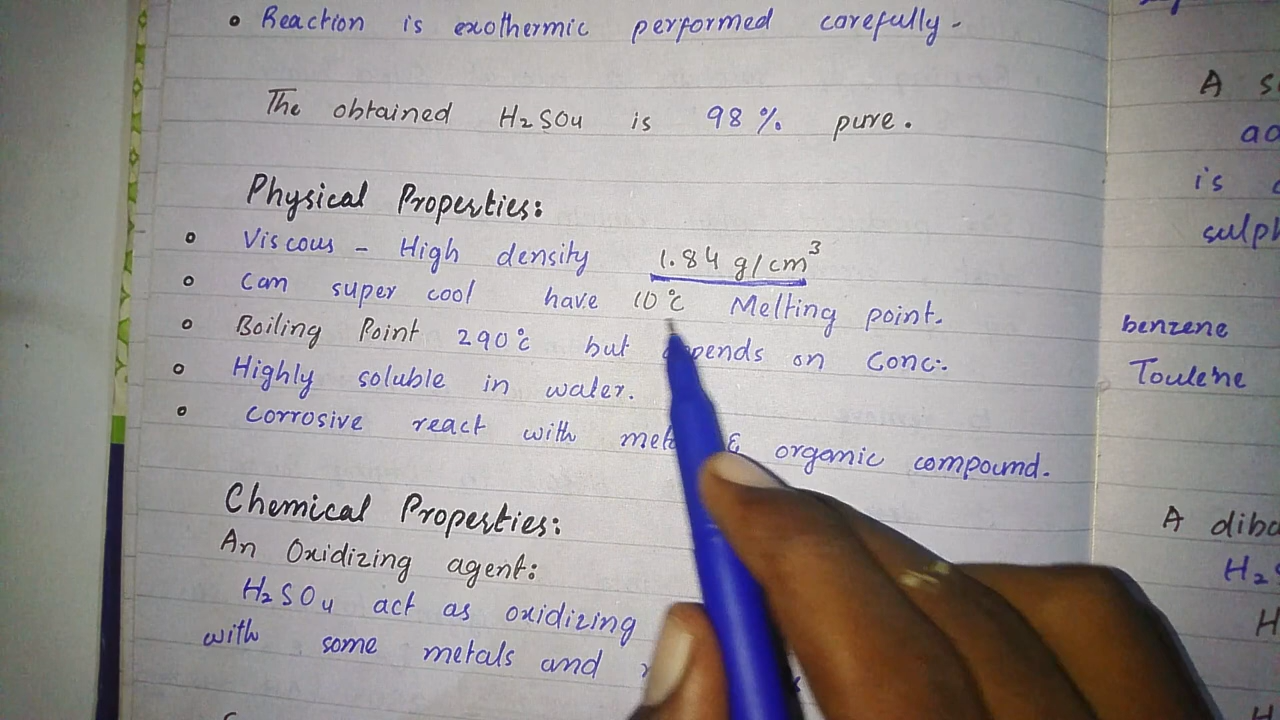 • Reaction is exothermic performed carefully.
The obtained H₂SO₄ is 98% pure.
Physical Properties:
• Viscous - High density 1.84 g/cm³
• Can super cool have 10°C Melting point.
• Boiling Point 290°C but depends on Conc:.
• Highly soluble in water.
• Corrosive react with & organic compound.
Chemical Properties:
An Oxidizing agent:
H₂SO₄ act as oxidizing
with some metals and
A
is
sulph
benzene
Toulene
A diba
H₂S
H